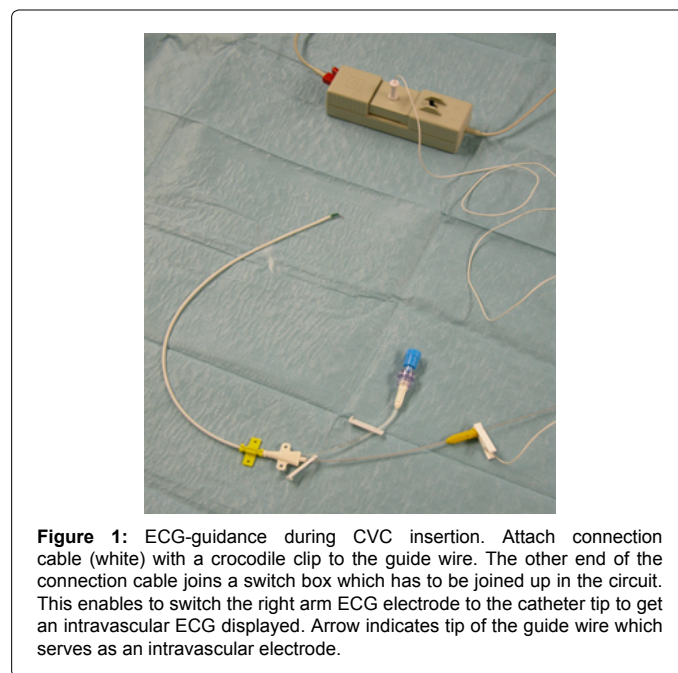 Figure 1: ECG-guidance during CVC insertion. Attach connection
cable (white) with a crocodile clip to the guide wire. The other end of the
connection cable joins a switch box which has to be joined up in the circuit.
This enables to switch the right arm ECG electrode to the catheter tip to get
an intravascular ECG displayed. Arrow indicates tip of the guide wire which
serves as an intravascular electrode.